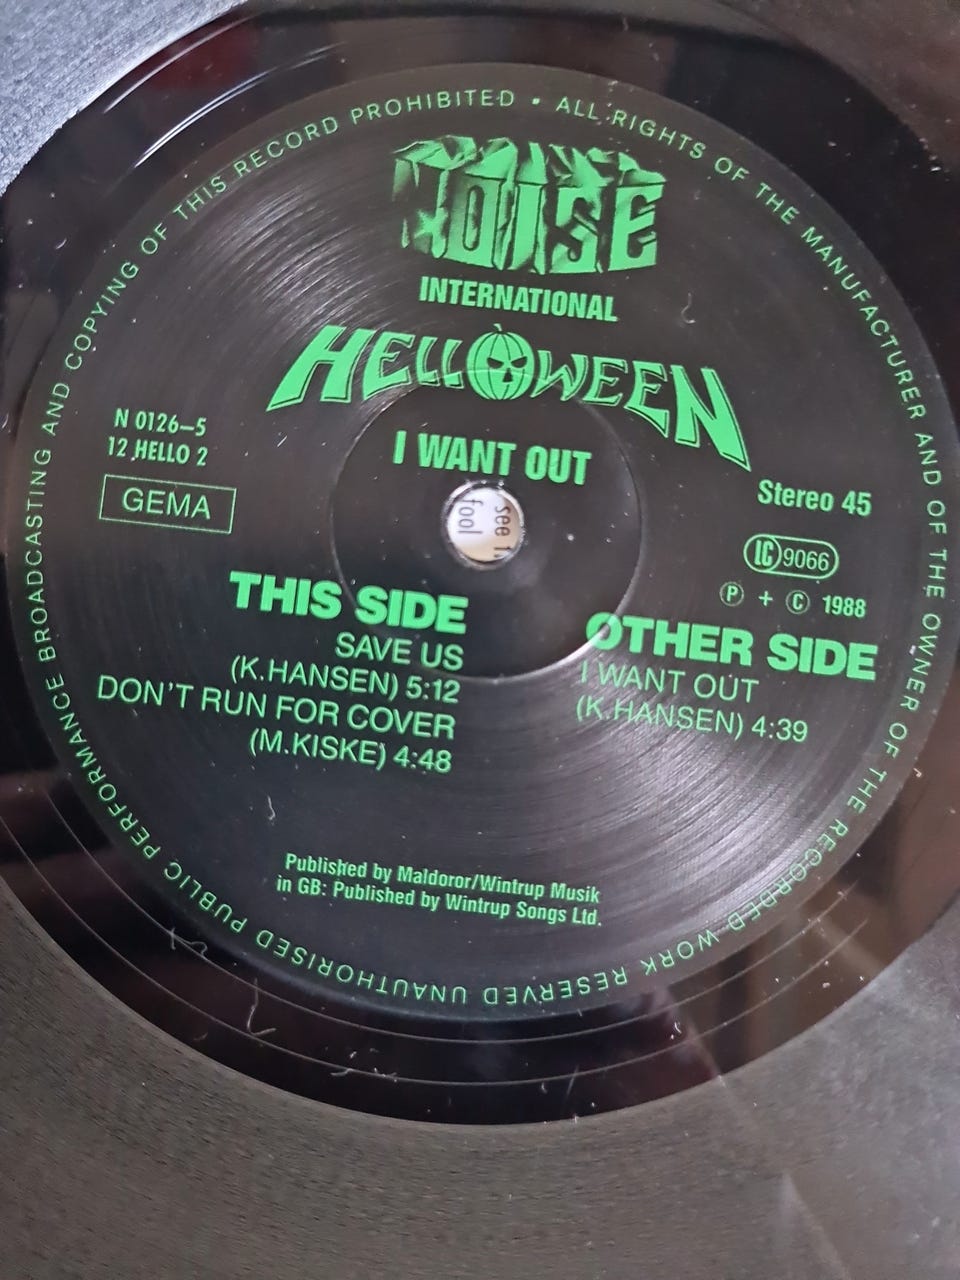 UNAUTHORISED PUBLIC PERFORMANCE BROADCASTING AND COPYING OF THIS RECORD PROHIBITED • ALL RIGHTS OF THE MANUFACTURER AND OF THE OWNER OF THE RECORDED WORK RESERVED
NOISE
INTERNATIONAL
HELLOWEEN
I WANT OUT
N 0126–5
12 HELLO 2
GEMA
Stereo 45
LC 9066
Ⓟ + Ⓒ 1988
THIS SIDE
SAVE US
(K.HANSEN) 5:12
DON'T RUN FOR COVER
(M.KISKE) 4:48
OTHER SIDE
I WANT OUT
(K.HANSEN) 4:39
Published by Maldoror/Wintrup Musik
in GB: Published by Wintrup Songs Ltd.
see
fool